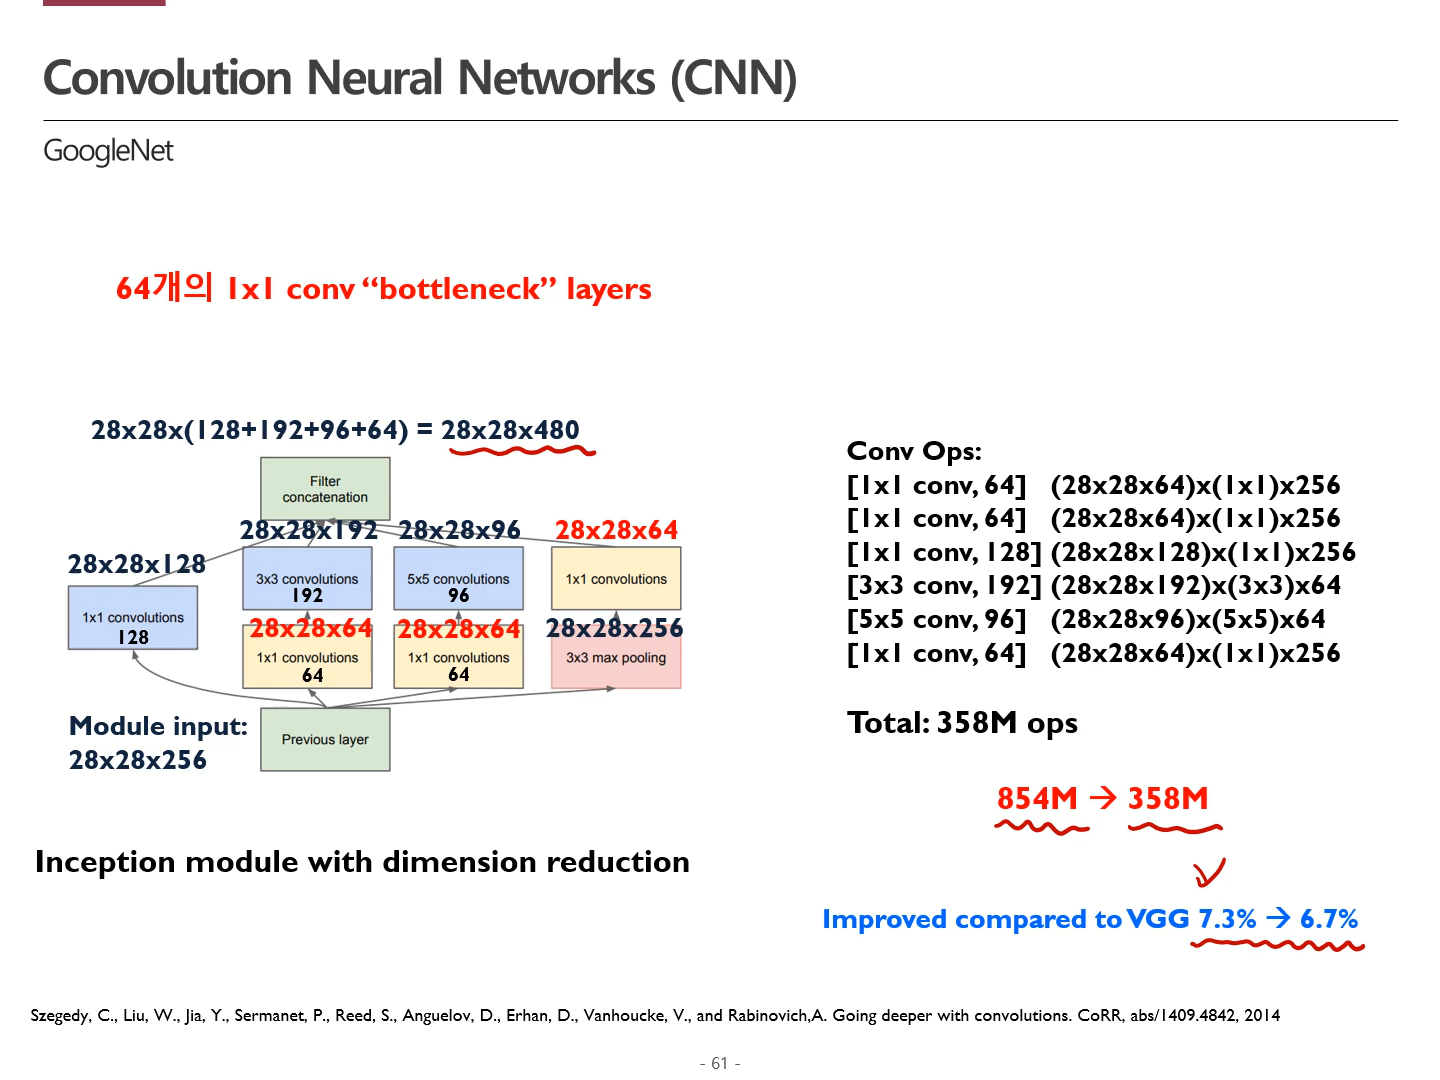 Convolution Neural Networks (CNN)
GoogleNet
64개의 1x1 conv “bottleneck” layers
28x28x(128+192+96+64) = 28x28x480
Filter
concatenation
28x28x192 28x28x96 28x28x64
28x28x128
3x3 convolutions
192
5x5 convolutions
96
1x1 convolutions
1x1 convolutions
128
28x28x64 28x28x64 28x28x256
1x1 convolutions
64
1x1 convolutions
64
3x3 max pooling
Module input:
28x28x256
Previous layer
Inception module with dimension reduction
Conv Ops:
[1x1 conv, 64] (28x28x64)x(1x1)x256
[1x1 conv, 64] (28x28x64)x(1x1)x256
[1x1 conv, 128] (28x28x128)x(1x1)x256
[3x3 conv, 192] (28x28x192)x(3x3)x64
[5x5 conv, 96] (28x28x96)x(5x5)x64
[1x1 conv, 64] (28x28x64)x(1x1)x256
Total: 358M ops
854M → 358M
Improved compared to VGG 7.3% → 6.7%
Szegedy, C., Liu, W., Jia, Y., Sermanet, P., Reed, S., Anguelov, D., Erhan, D., Vanhoucke, V., and Rabinovich,A. Going deeper with convolutions. CoRR, abs/1409.4842, 2014
- 61 -